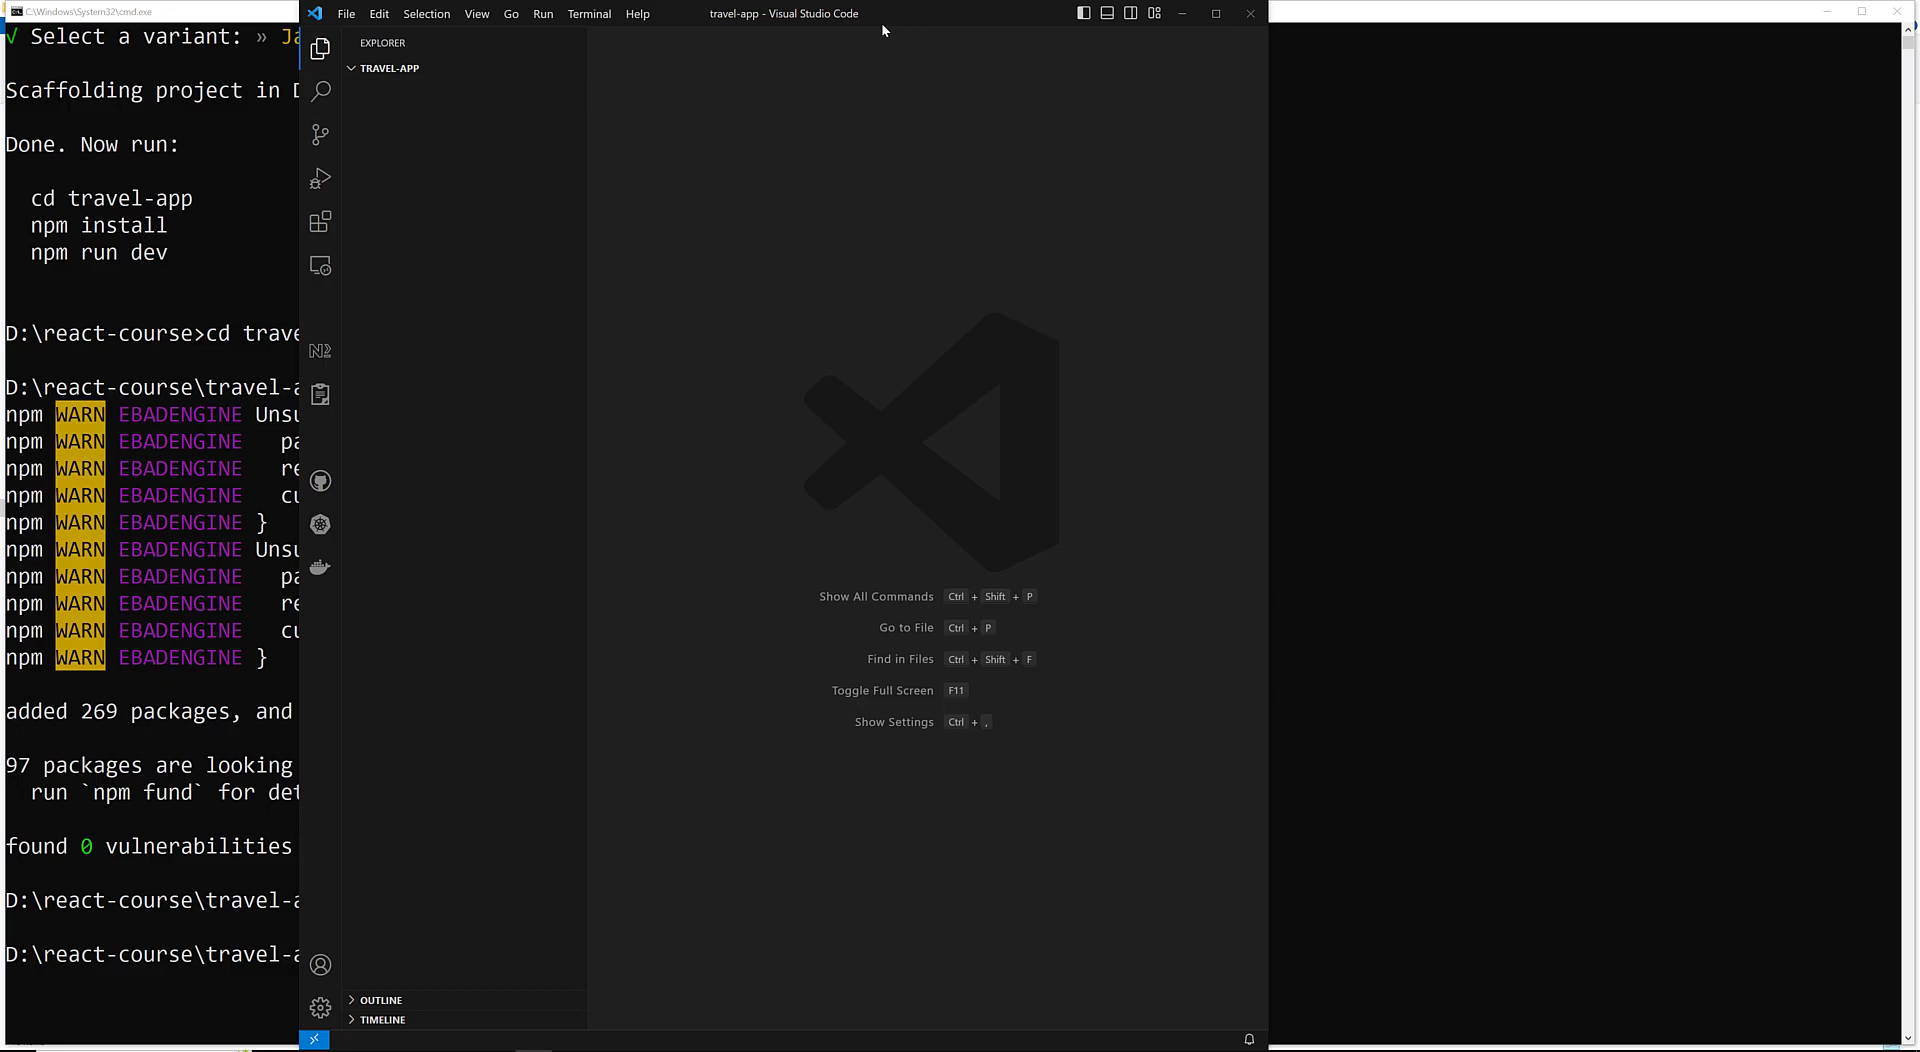 C:\Windows\System32\cmd.exe
√ Select a variant: » Ja
Scaffolding project in D
Done. Now run:
cd travel-app
npm install
npm run dev
D:\react-course>cd trave
D:\react-course\travel-a
npm WARN EBADENGINE Unsu
npm WARN EBADENGINE pa
npm WARN EBADENGINE re
npm WARN EBADENGINE cu
npm WARN EBADENGINE }
npm WARN EBADENGINE Unsu
npm WARN EBADENGINE pa
npm WARN EBADENGINE re
npm WARN EBADENGINE cu
npm WARN EBADENGINE }
added 269 packages, and
97 packages are looking
run `npm fund` for det
found 0 vulnerabilities
D:\react-course\travel-a
D:\react-course\travel-a
File Edit Selection View Go Run Terminal Help
travel-app - Visual Studio Code
EXPLORER
TRAVEL-APP
Show All Commands Ctrl + Shift + P
Go to File Ctrl + P
Find in Files Ctrl + Shift + F
Toggle Full Screen F11
Show Settings Ctrl + ,
OUTLINE
TIMELINE